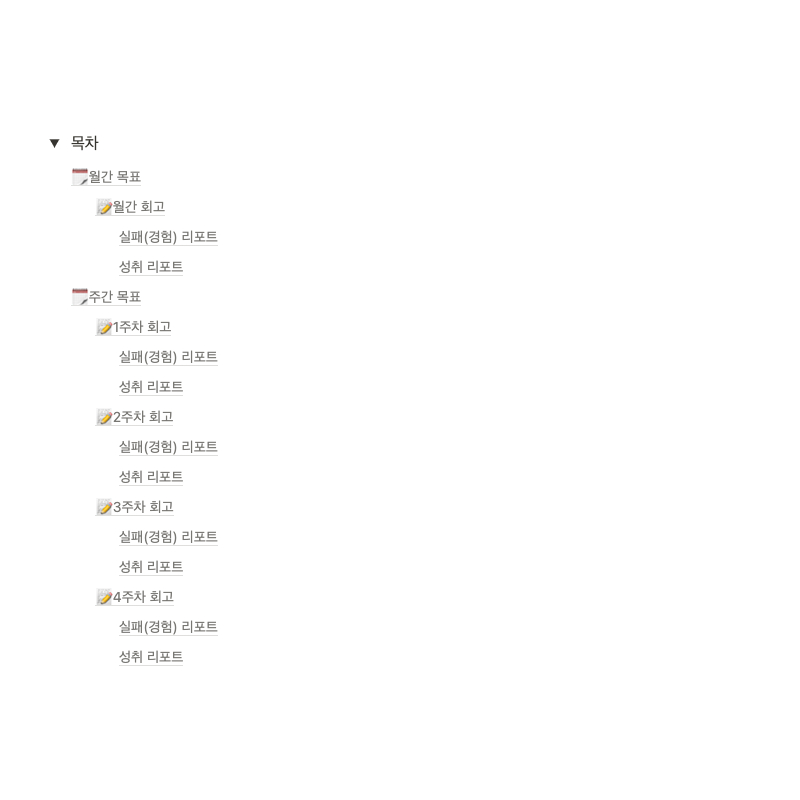 ▼ 목차
🗓월간 목표
📝월간 회고
실패(경험) 리포트
성취 리포트
🗓주간 목표
📝1주차 회고
실패(경험) 리포트
성취 리포트
📝2주차 회고
실패(경험) 리포트
성취 리포트
📝3주차 회고
실패(경험) 리포트
성취 리포트
📝4주차 회고
실패(경험) 리포트
성취 리포트